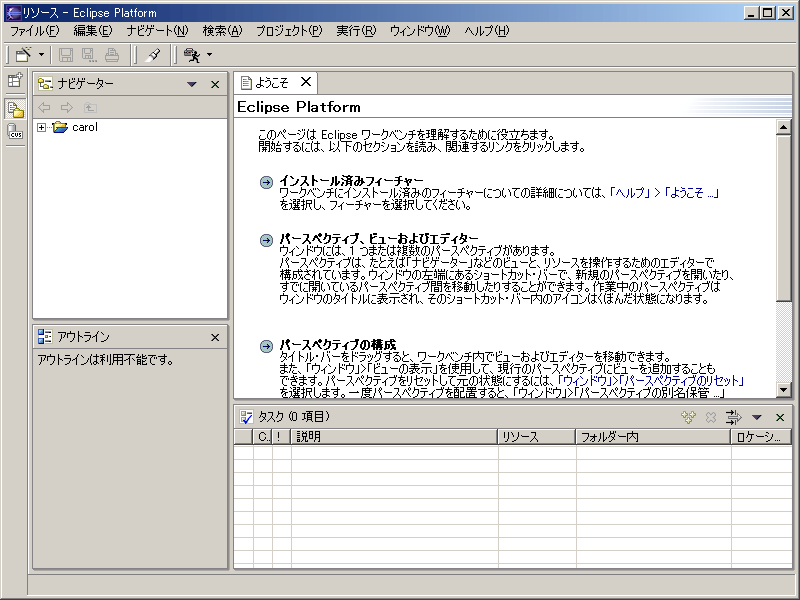 リソース - Eclipse Platform
ファイル(F) 編集(E) ナビゲート(N) 検索(A) プロジェクト(P) 実行(R) ウィンドウ(W) ヘルプ(H)
ナビゲーター
carol
CVS
ようこそ
Eclipse Platform
このページは Eclipse ワークベンチを理解するために役立ちます。
開始するには、以下のセクションを読み、関連するリンクをクリックします。
インストール済みフィーチャー
ワークベンチにインストール済みのフィーチャーについての詳細については、「ヘルプ」 > 「ようこそ ...」
を選択し、フィーチャーを選択してください。
パースペクティブ、ビューおよびエディター
ウィンドウには、1 つまたは複数のパースペクティブがあります。
パースペクティブは、たとえば「ナビゲーター」などのビューと、リソースを操作するためのエディターで
構成されています。ウィンドウの左端にあるショートカット・バーで、新規のパースペクティブを開いたり、
すでに開いているパースペクティブ間を移動したりすることができます。作業中のパースペクティブは
ウィンドウのタイトルに表示され、そのショートカット・バー内のアイコンはくぼんだ状態になります。
パースペクティブの構成
タイトル・バーをドラッグすると、ワークベンチ内でビューおよびエディターを移動できます。
また、「ウィンドウ」>「ビューの表示」を使用して、現行のパースペクティブにビューを追加することも
できます。パースペクティブをリセットして元の状態にするには、「ウィンドウ」>「パースペクティブのリセット」
を選択します。一度パースペクティブを配置すると、「ウィンドウ」>「パースペクティブの別名保管 ...」
アウトライン
アウトラインは利用不能です。
タスク (0 項目)
C.. ! 説明 リソース フォルダー内 ロケーシ...